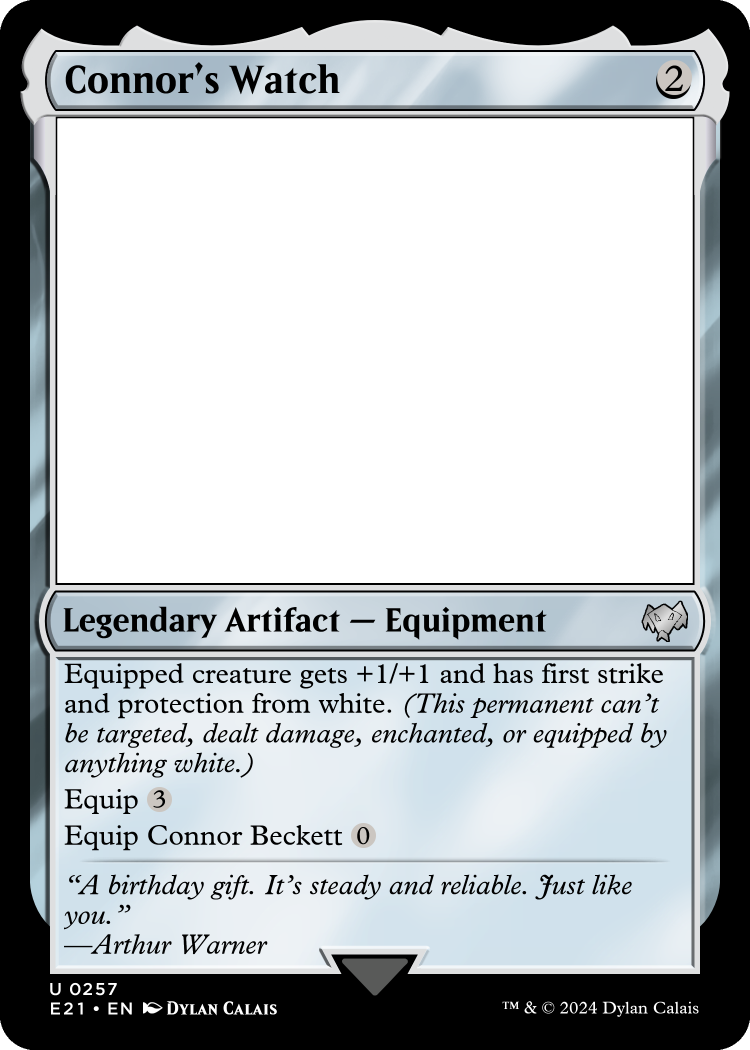 Connor's Watch 2
Legendary Artifact — Equipment
Equipped creature gets +1/+1 and has first strike
and protection from white. (This permanent can't
be targeted, dealt damage, enchanted, or equipped by
anything white.)
Equip 3
Equip Connor Beckett 0
“A birthday gift. It's steady and reliable. Just like
you.”
—Arthur Warner
U 0257
E21 • EN Dylan Calais
™ & © 2024 Dylan Calais